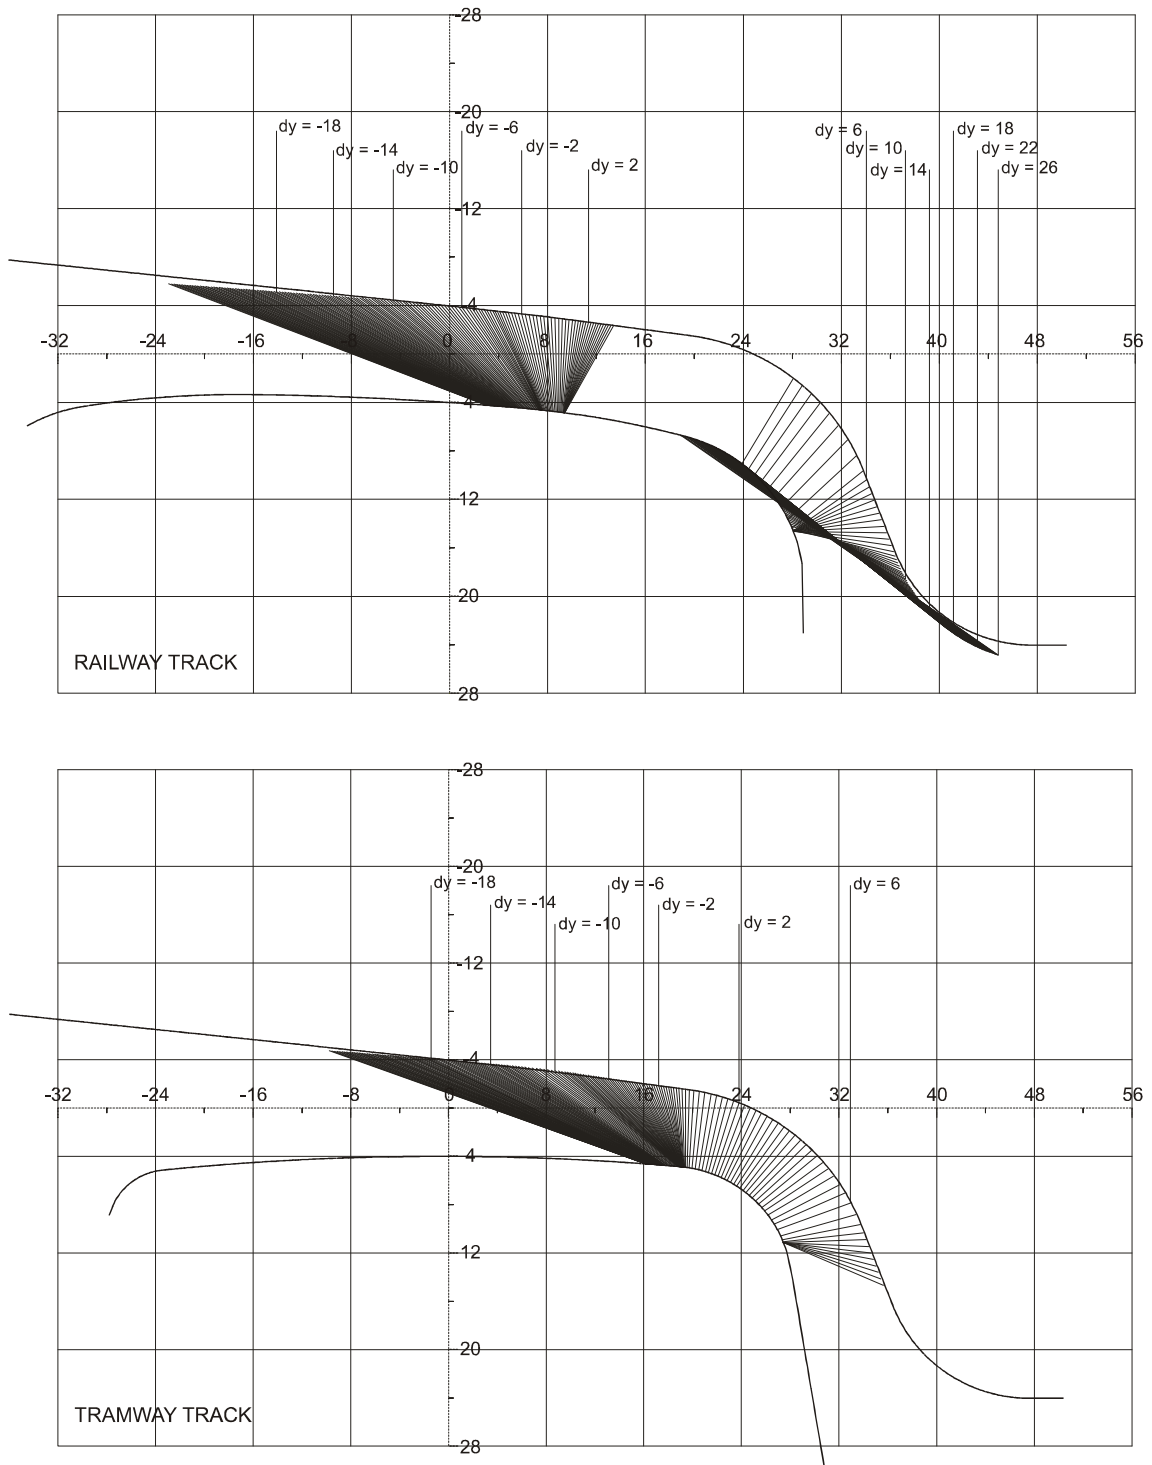 -28
-20
dy = -18
dy = -6
dy = 6
dy = 18
dy = -14
dy = -2
dy = 10
dy = 22
dy = -10
dy = 2
dy = 14
dy = 26
-12
-4
-32 -24 -16 -8 0 8 16 24 32 40 48 56
4
12
20
RAILWAY TRACK
28
-28
-20
dy = -18
dy = -6
dy = 6
dy = -14
dy = -2
dy = -10
dy = 2
-12
-4
-32 -24 -16 -8 0 8 16 24 32 40 48 56
4
12
20
TRAMWAY TRACK
28